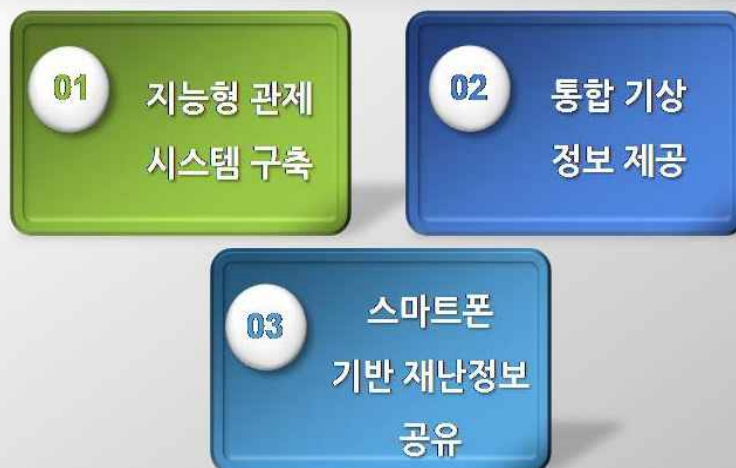 01
지능형 관제
시스템 구축
02
통합 기상
정보 제공
03
스마트폰
기반 재난정보
공유